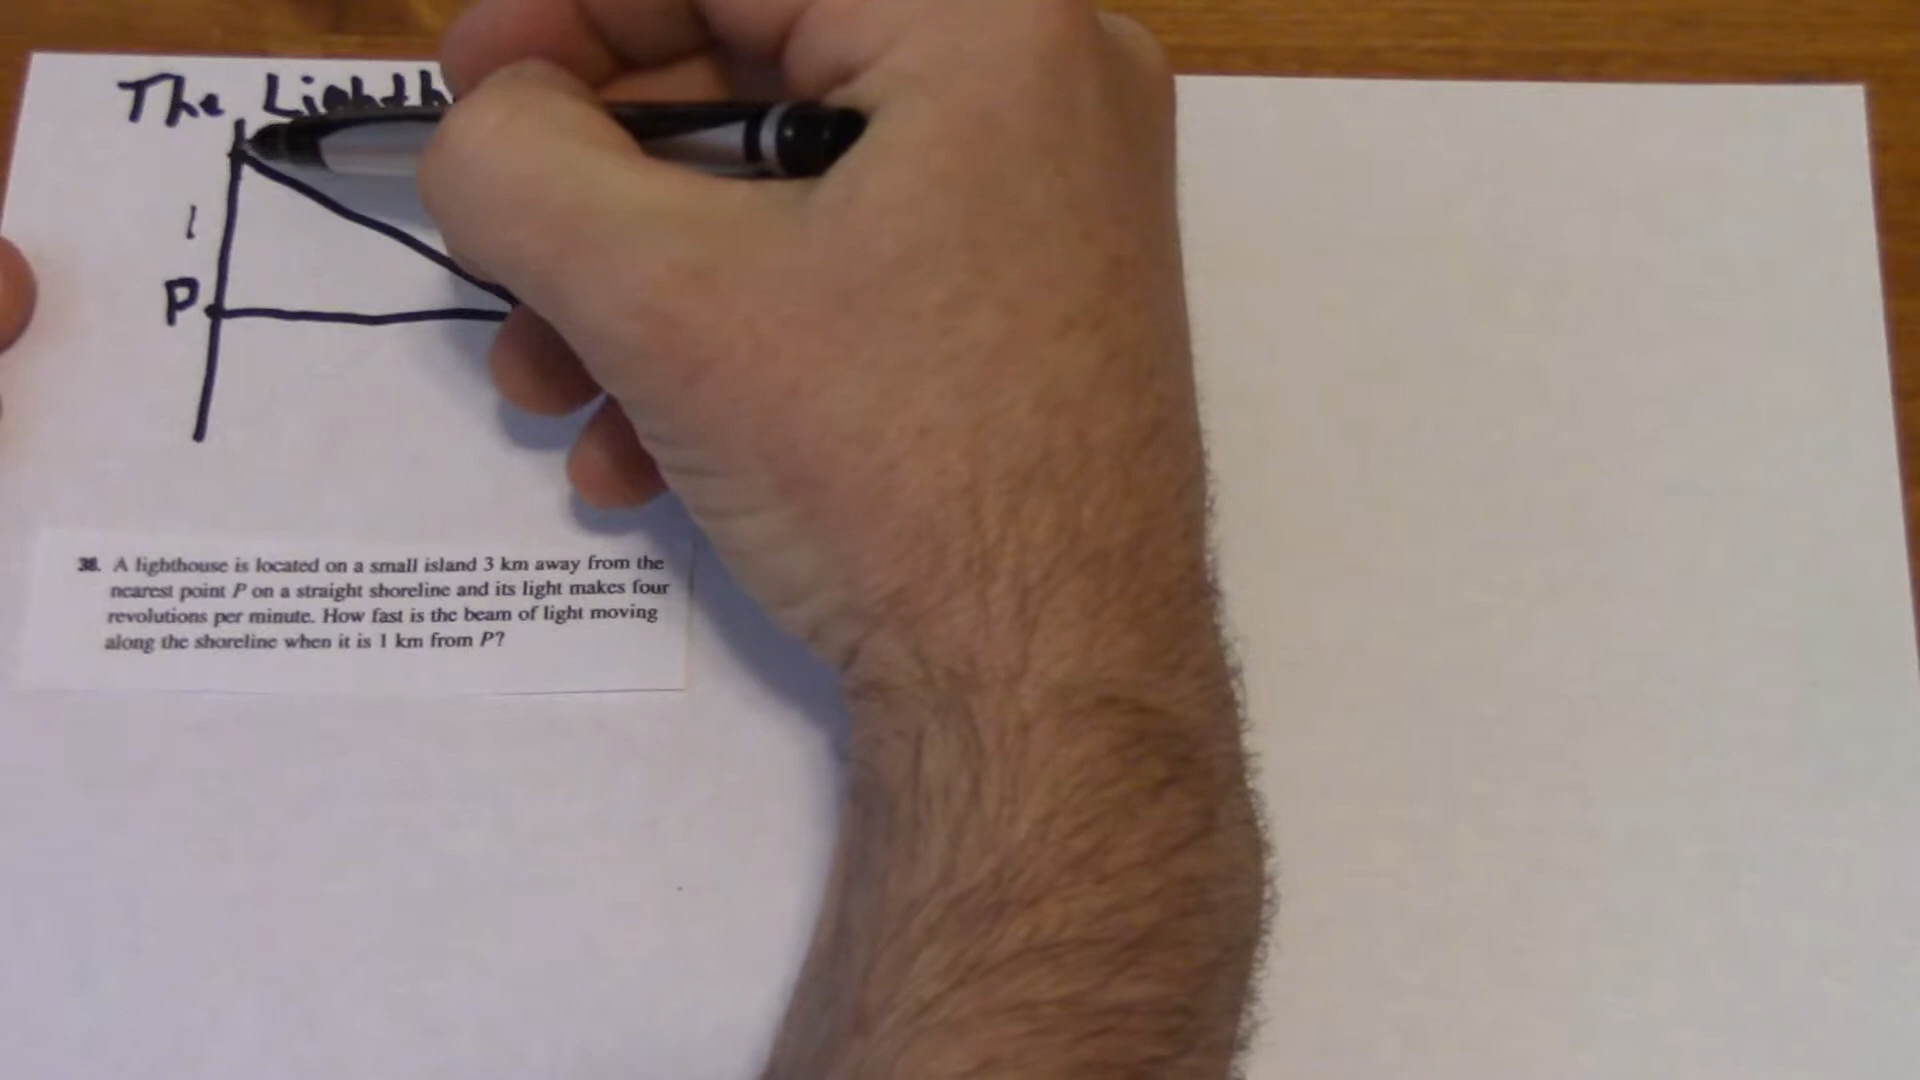 The Lighth
1
P
38. A lighthouse is located on a small island 3 km away from the
nearest point P on a straight shoreline and its light makes four
revolutions per minute. How fast is the beam of light moving
along the shoreline when it is 1 km from P?